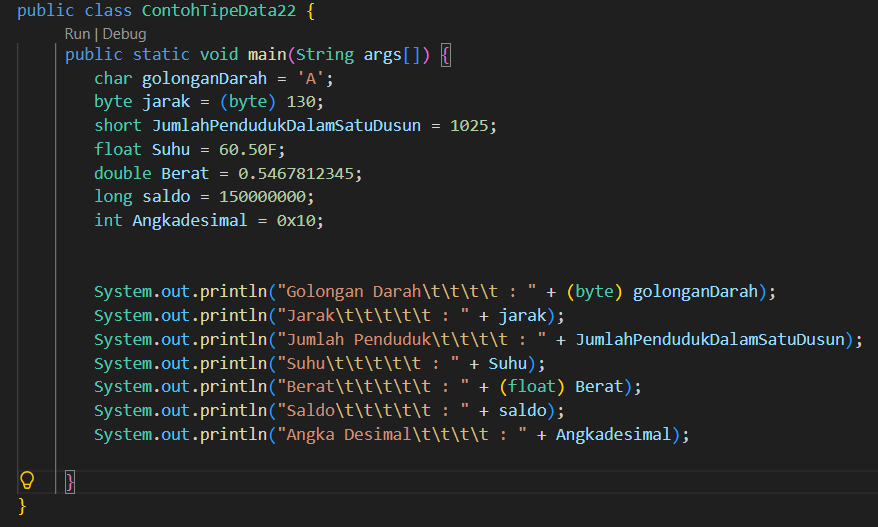 public class ContohTipeData22 {
Run | Debug
public static void main(String args[]) {
char golonganDarah = 'A';
byte jarak = (byte) 130;
short JumlahPendudukDalamSatuDusun = 1025;
float Suhu = 60.50F;
double Berat = 0.5467812345;
long saldo = 150000000;
int Angkadesimal = 0x10;
System.out.println("Golongan Darah\t\t\t\t : " + (byte) golonganDarah);
System.out.println("Jarak\t\t\t\t\t : " + jarak);
System.out.println("Jumlah Penduduk\t\t\t\t : " + JumlahPendudukDalamSatuDusun);
System.out.println("Suhu\t\t\t\t\t : " + Suhu);
System.out.println("Berat\t\t\t\t\t : " + (float) Berat);
System.out.println("Saldo\t\t\t\t\t : " + saldo);
System.out.println("Angka Desimal\t\t\t\t : " + Angkadesimal);
}
}